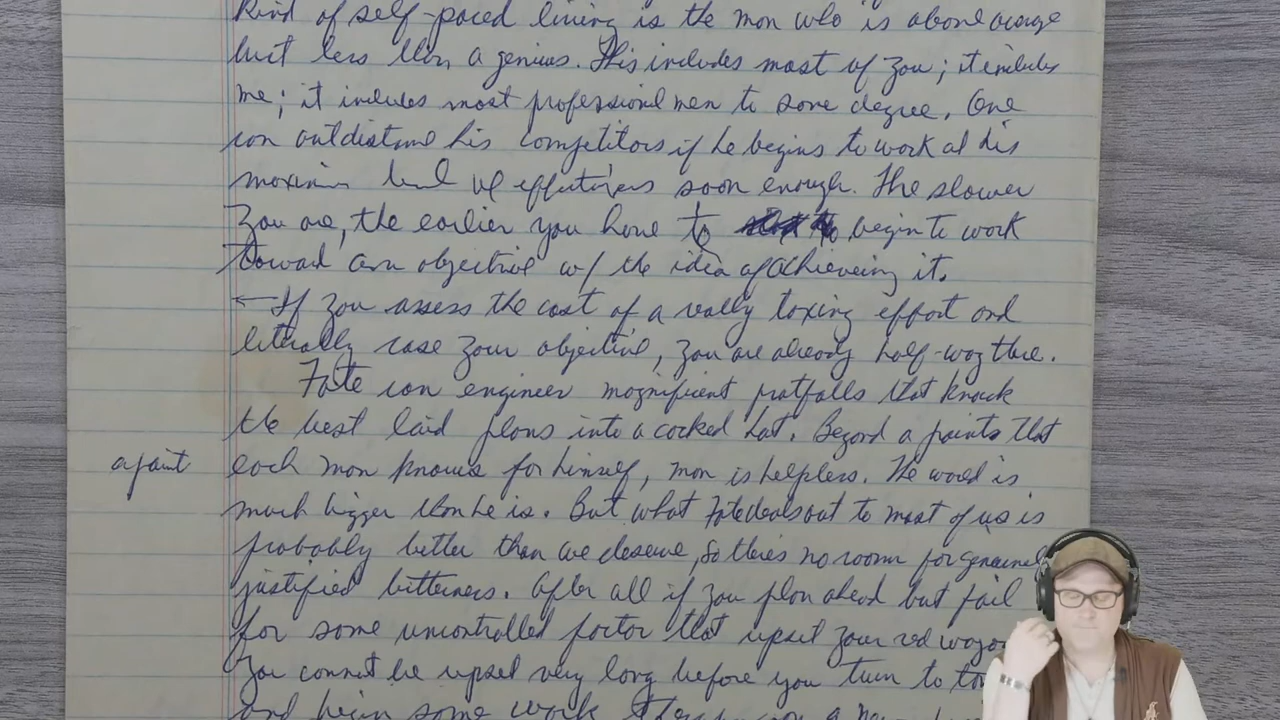 kind of self-paced living is the man who is above average
but less than a genius. This includes most of you; it includes
me; it includes most professional men to some degree. One
can outdistance his competitors if he begins to work at his
maximum level of effectiveness soon enough. The slower
you are, the earlier you have to begin to work
toward an objective w/ the idea of achieveing it.
If you assess the cost of a really taxing effort and
literally case your objective, you are already half-way there.
Fate can engineer magnificent pratfalls that knock
the best laid plans into a cocked hat. Beyond a points that
a point
each man knows for himself, man is helpless. The world is
much bigger than he is. But what Fate deals out to most of us is
probably better than we deserve, so there's no room for genuine
justified bitterness. After all if you plan ahead but fail
for some uncontrolled factor that upset your red wagon
you cannot be upset very long before you turn to
and begin some work